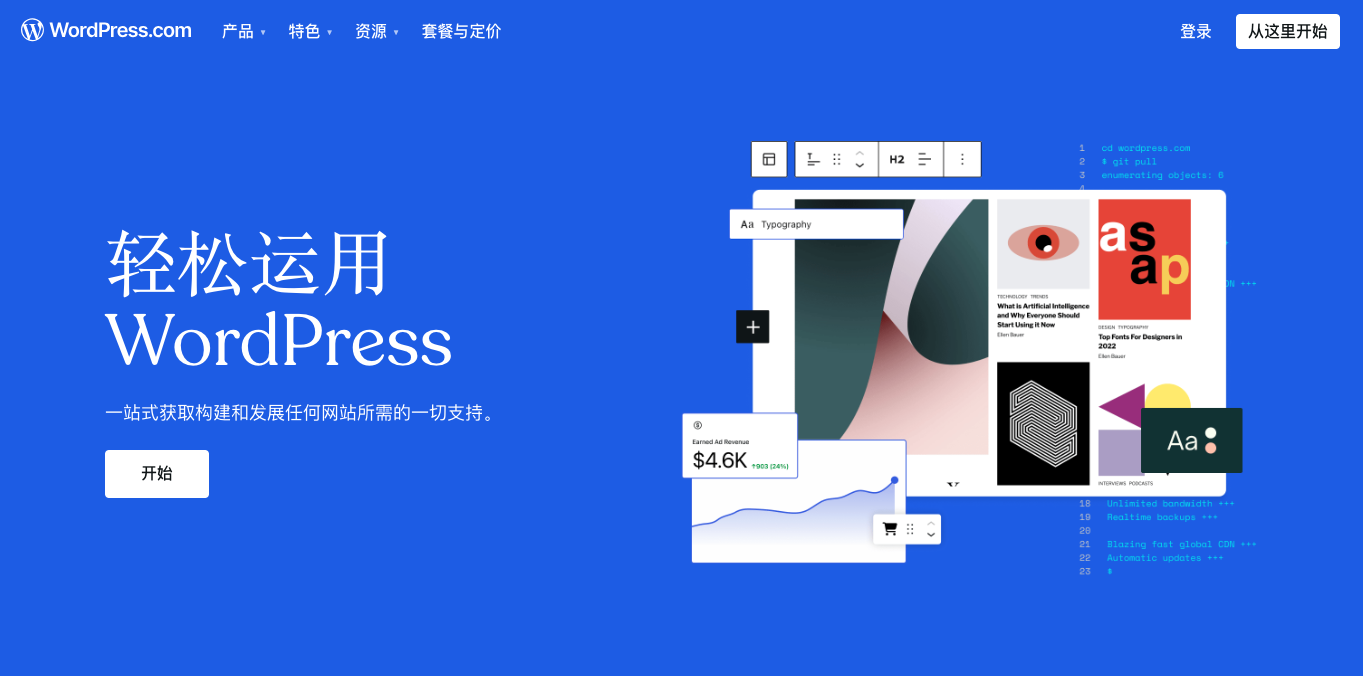 WordPress.com 产品 特色 资源 套餐与定价 登录 从这里开始
轻松运用
WordPress
一站式获取构建和发展任何网站所需的一切支持。
开始
H2
Aa Typography
TECHNOLOGY TRENDS
What is Artificial Intelligence
and Why Everyone Should
Start Using it Now
Ellen Bauer
asap
DESIGN TYPOGRAPHY
Top Fonts For Designers in
2022
Ellen Bauer
Aa
INTERVIEWS PODCASTS
Earned Ad Revenue
$4.6K ↑903 (24%)
1 cd wordpress.com
2 $ git pull
3 enumerating objects: 6
4
DN +++
18 Unlimited bandwidth +++
19 Realtime backups +++
20
21 Blazing fast global CDN +++
22 Automatic updates +++
23 $